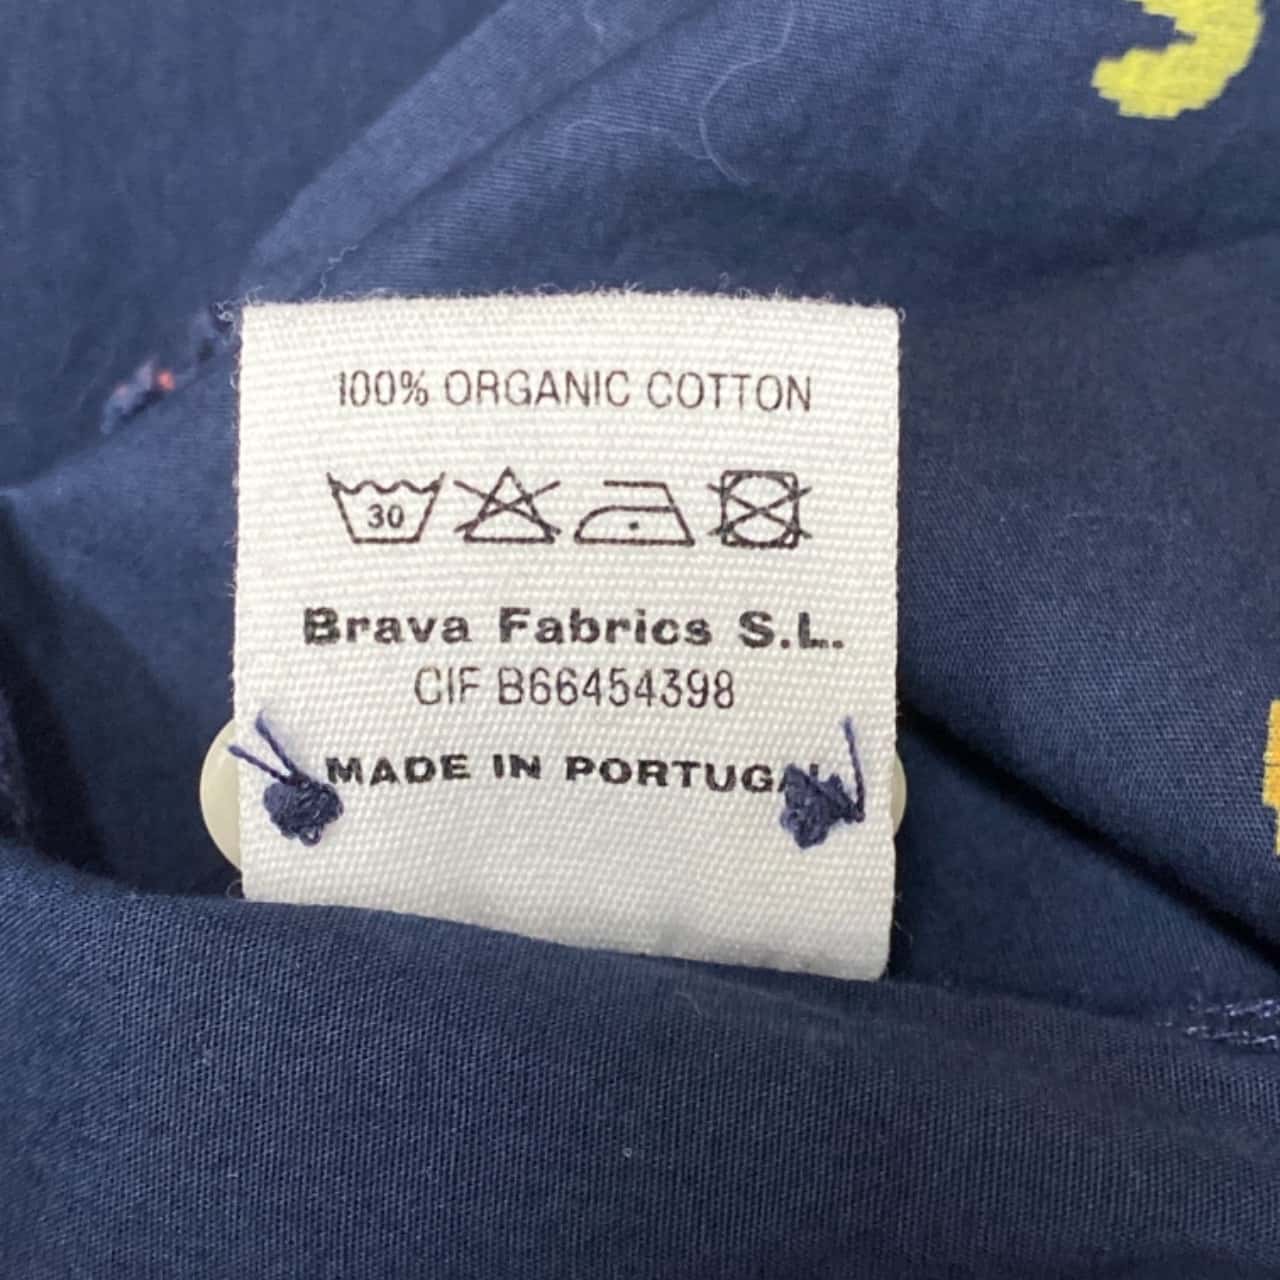 100% ORGANIC COTTON
30
Brava Fabrics S.L.
CIF B66454398
MADE IN PORTUGAL